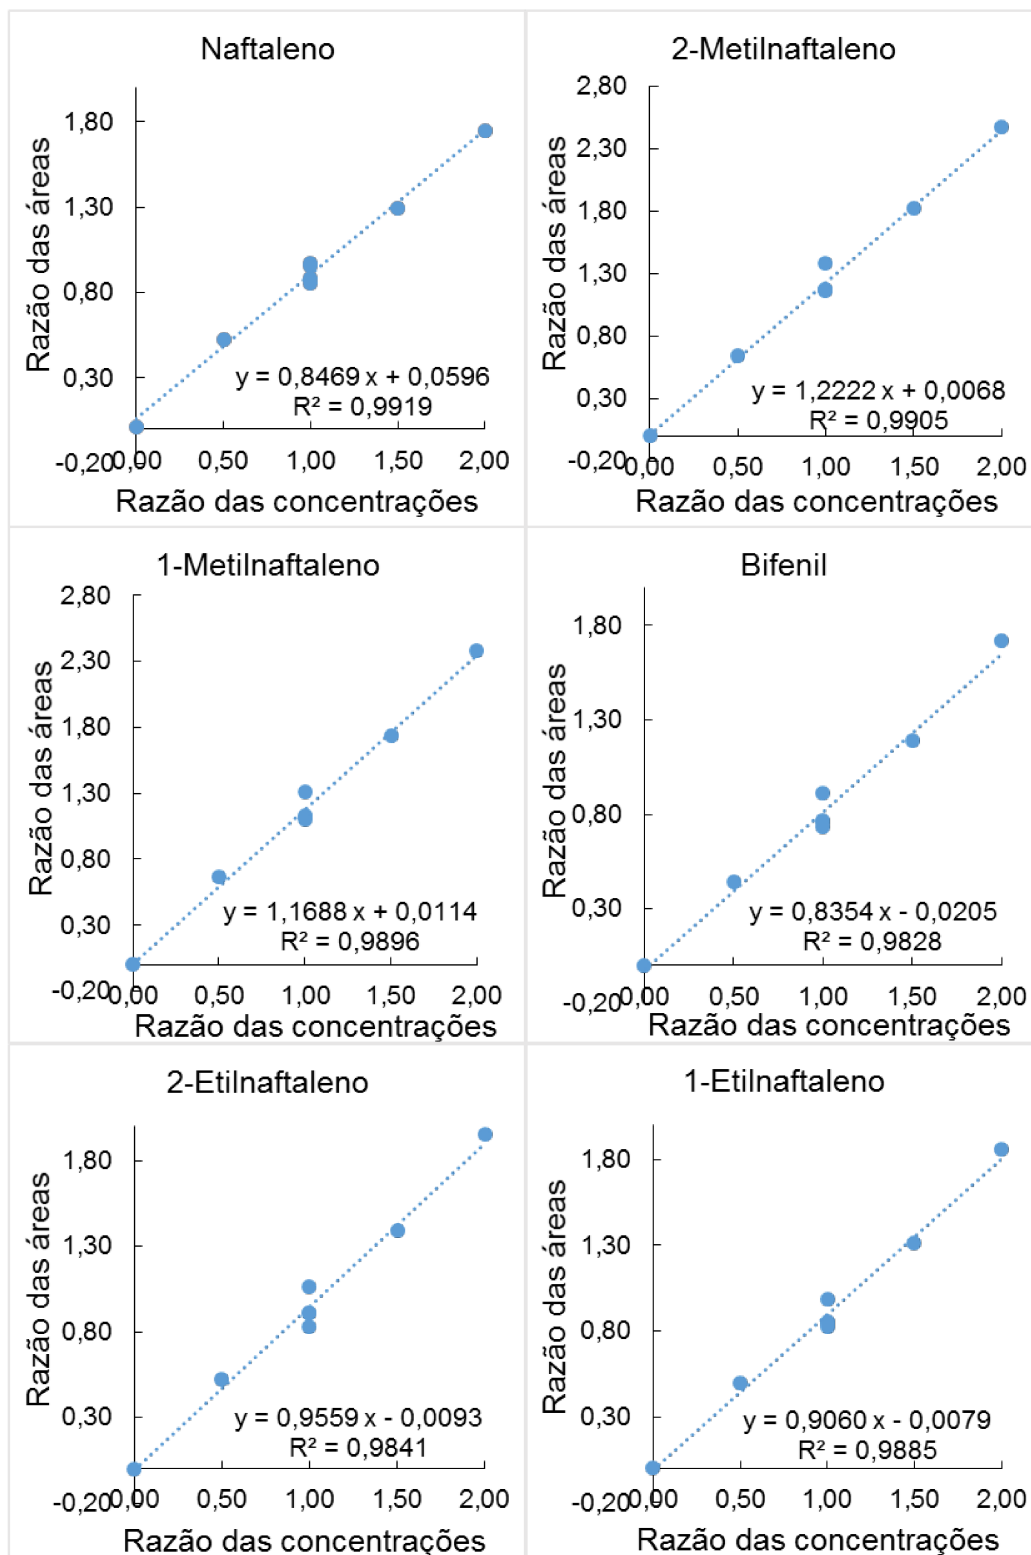 Naftaleno
Razão das áreas
1,80
1,30
0,80
0,30
-0,20
y = 0,8469 x + 0,0596
R² = 0,9919
0,00 0,50 1,00 1,50 2,00
Razão das concentrações
2-Metilnaftaleno
Razão das áreas
2,80
2,30
1,80
1,30
0,80
0,30
-0,20
y = 1,2222 x + 0,0068
R² = 0,9905
0,00 0,50 1,00 1,50 2,00
Razão das concentrações
1-Metilnaftaleno
Razão das áreas
2,80
2,30
1,80
1,30
0,80
0,30
-0,20
y = 1,1688 x + 0,0114
R² = 0,9896
0,00 0,50 1,00 1,50 2,00
Razão das concentrações
Bifenil
Razão das áreas
1,80
1,30
0,80
0,30
-0,20
y = 0,8354 x - 0,0205
R² = 0,9828
0,00 0,50 1,00 1,50 2,00
Razão das concentrações
2-Etilnaftaleno
Razão das áreas
1,80
1,30
0,80
0,30
-0,20
y = 0,9559 x - 0,0093
R² = 0,9841
0,00 0,50 1,00 1,50 2,00
Razão das concentrações
1-Etilnaftaleno
Razão das áreas
1,80
1,30
0,80
0,30
-0,20
y = 0,9060 x - 0,0079
R² = 0,9885
0,00 0,50 1,00 1,50 2,00
Razão das concentrações